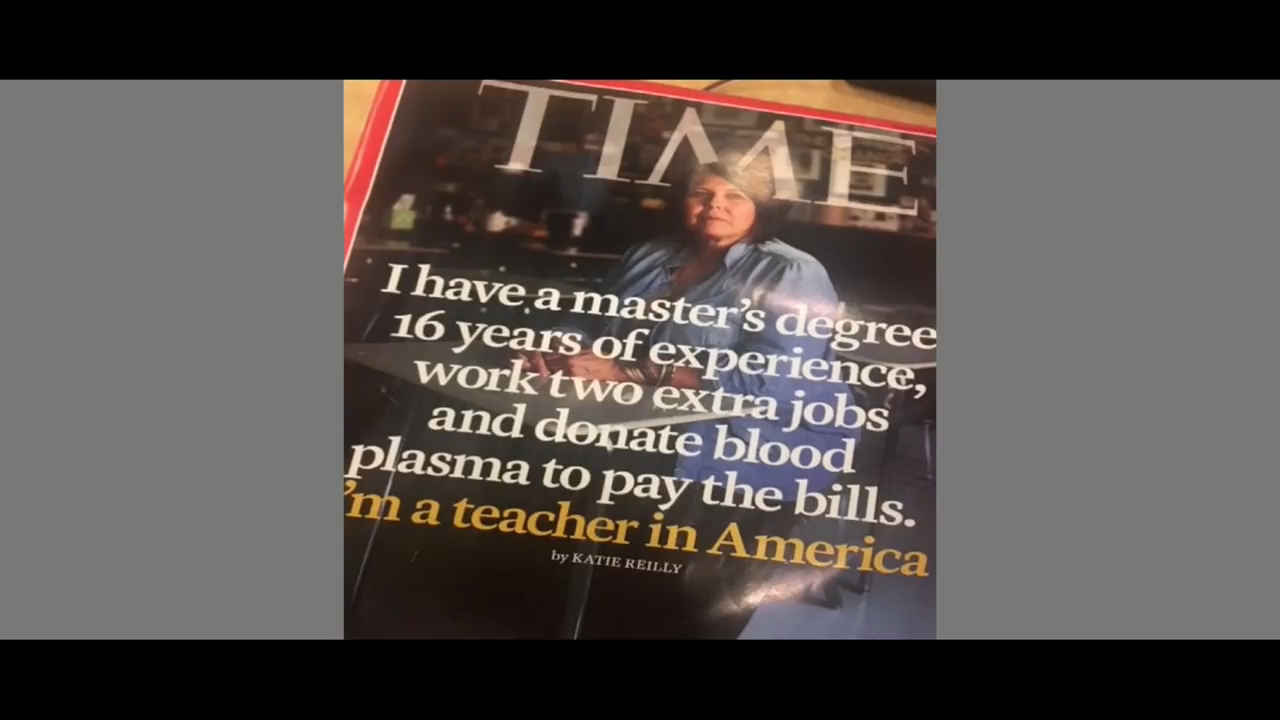 TIME
I have a master's degree
16 years of experience,
work two extra jobs
and donate blood
plasma to pay the bills.
'm a teacher in America
by KATIE REILLY